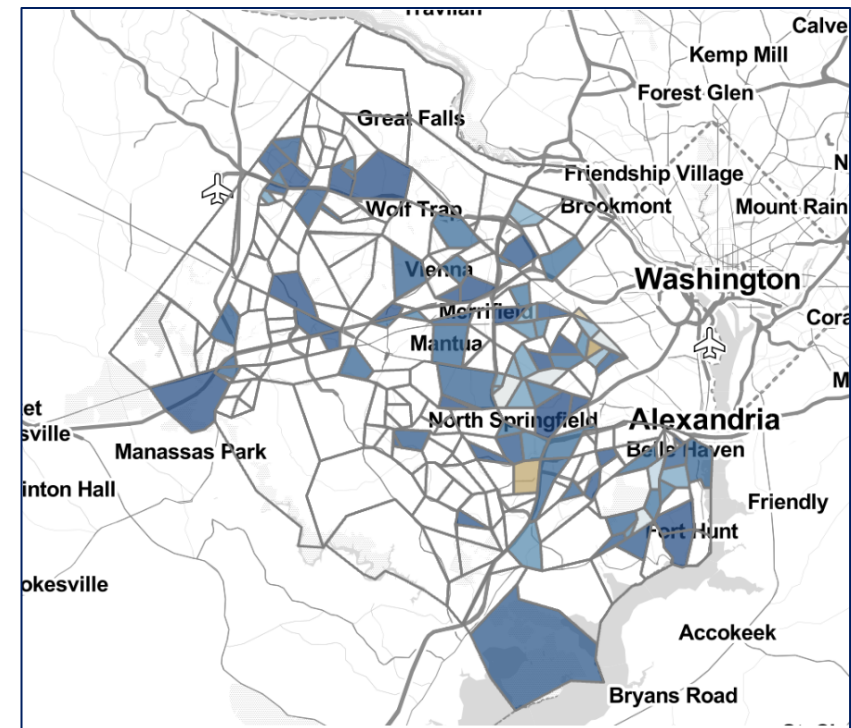 Calve
Kemp Mill
Forest Glen
Great Falls
Friendship Village
Wolf Trap
Brookmont
Mount Rain
Vienna
Washington
Merrifield
Cora
Mantua
M
et
sville
North Springfield
Alexandria
Manassas Park
Belle Haven
inton Hall
Friendly
Fort Hunt
okesville
Accokeek
Bryans Road